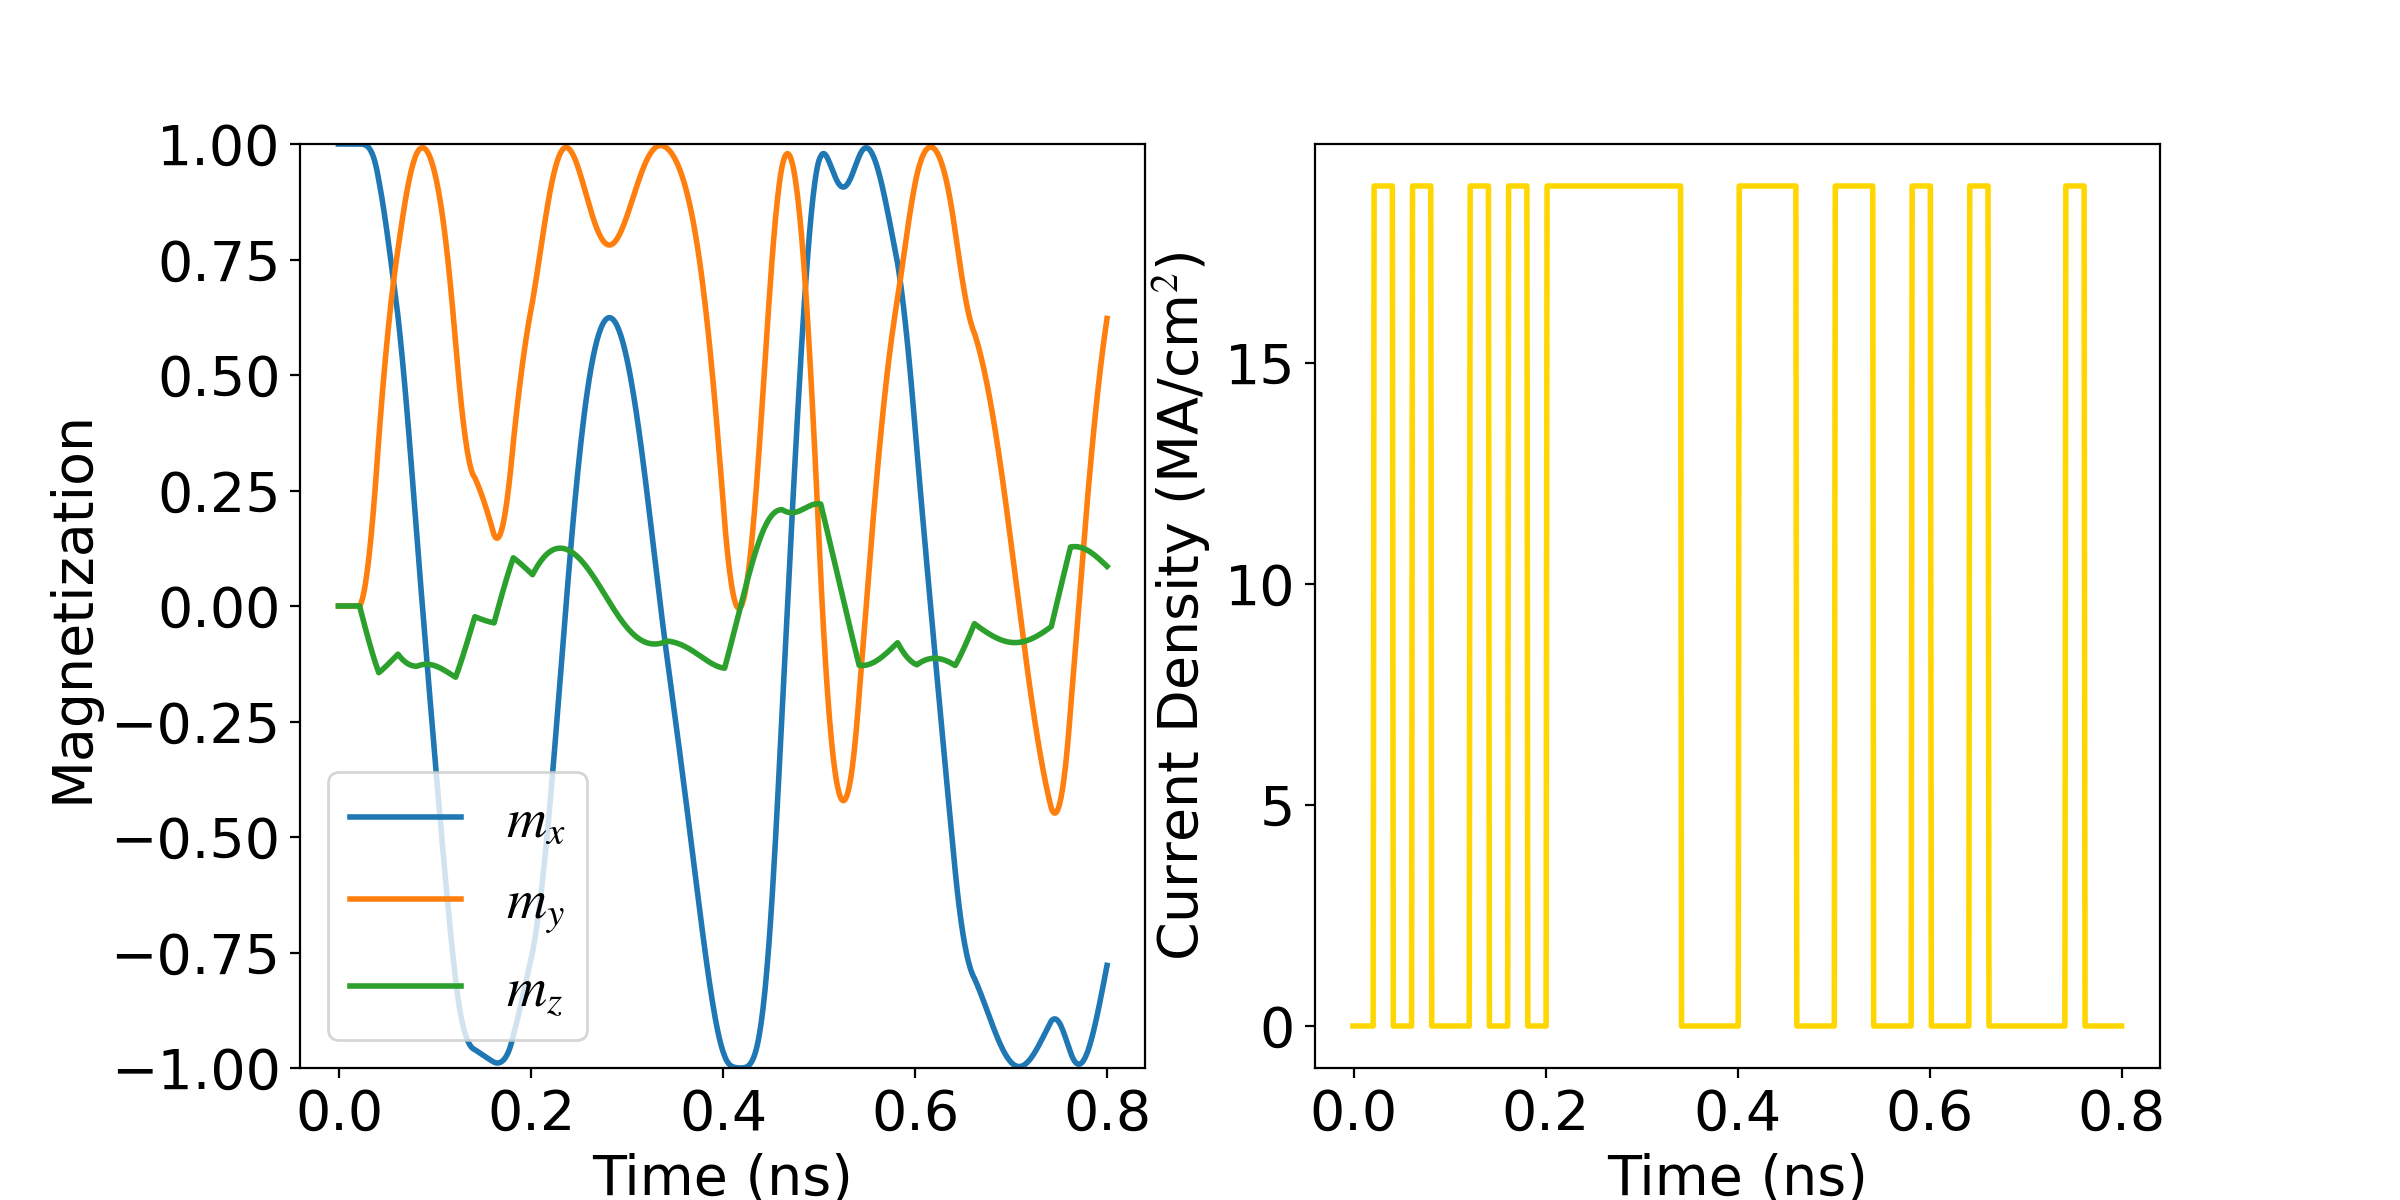 1.00
0.75
0.50
0.25
0.00
−0.25
−0.50
−0.75
−1.00
Magnetization
m_x
m_y
m_z
0.0 0.2 0.4 0.6 0.8
Time (ns)
Current Density (MA/cm²)
15
10
5
0
0.0 0.2 0.4 0.6 0.8
Time (ns)